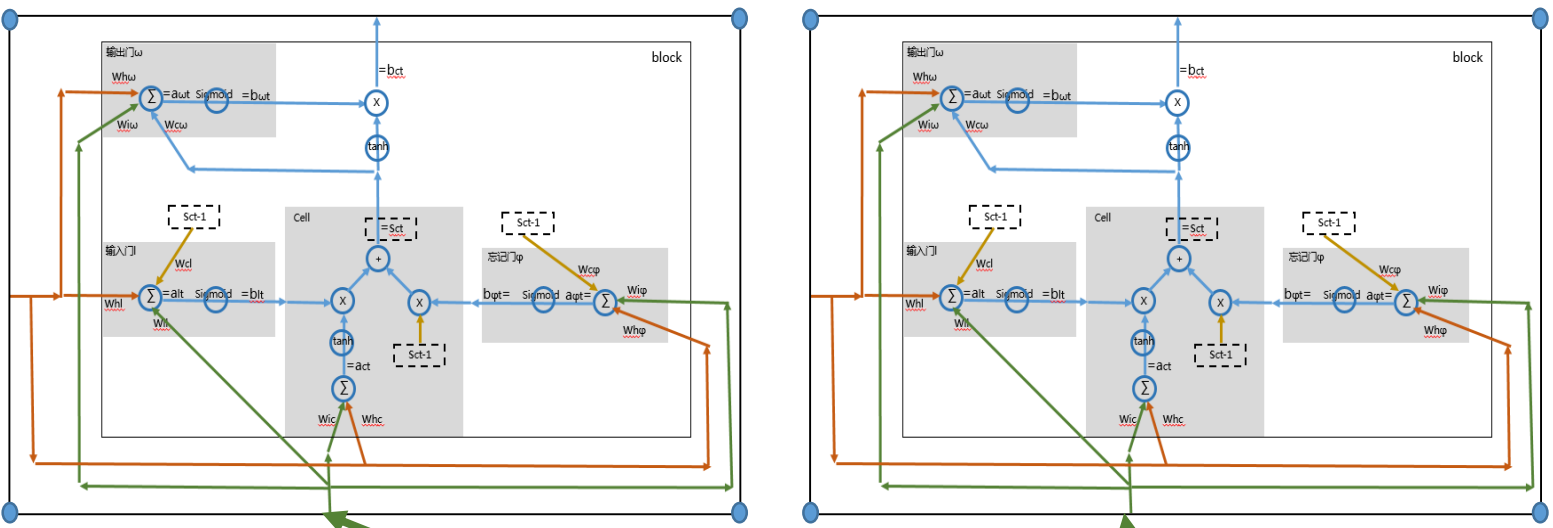 输出门ω
block
=bct
Whω
∑
=aωt
Sigmoid
=bωt
X
Wiω
Wcω
tanh
Sct-1
Cell
=Sct
Sct-1
输入门l
忘记门φ
Wcl
+
Wcφ
∑
=alt
Sigmoid
=blt
X
X
bφt=
Sigmoid
aφt=
∑
Wiφ
Whl
Wil
tanh
Whφ
Sct-1
=act
∑
Wic
Whc
输出门ω
block
=bct
Whω
∑
=aωt
Sigmoid
=bωt
X
Wiω
Wcω
tanh
Sct-1
Cell
=Sct
Sct-1
输入门l
忘记门φ
Wcl
+
Wcφ
∑
=alt
Sigmoid
=blt
X
X
bφt=
Sigmoid
aφt=
∑
Wiφ
Whl
Wil
tanh
Whφ
Sct-1
=act
∑
Wic
Whc